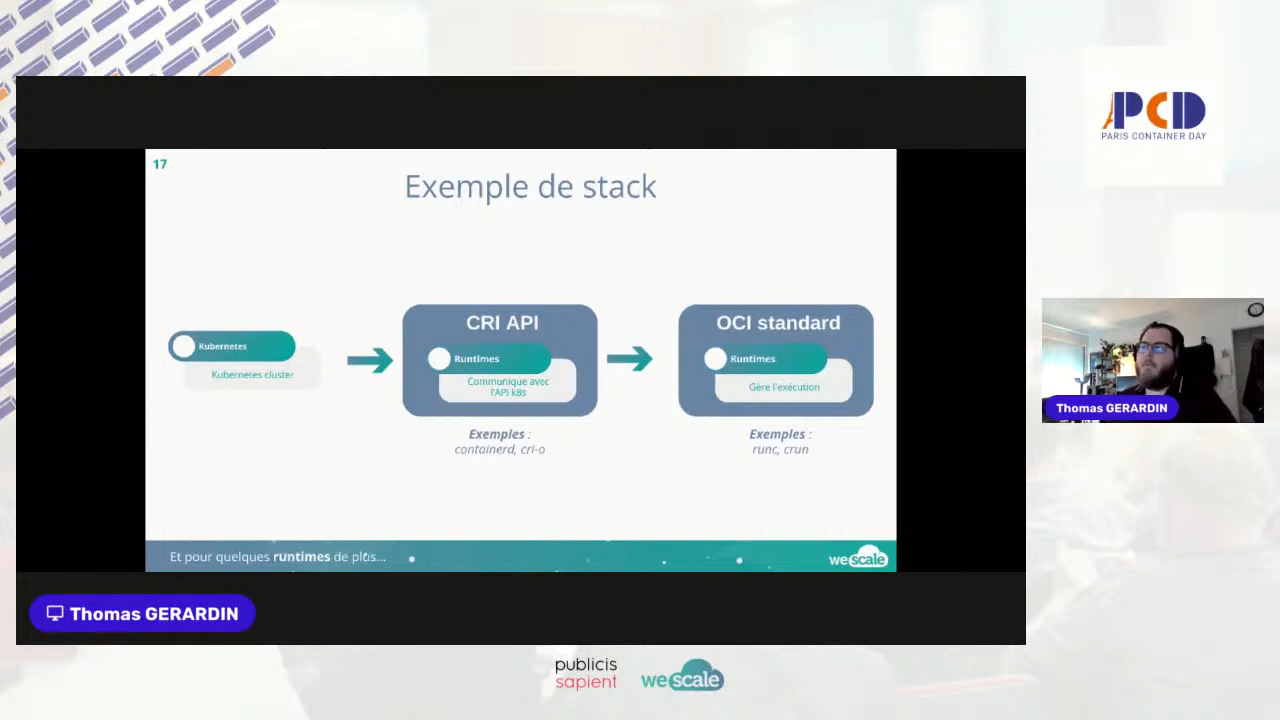 PCD
PARIS CONTAINER DAY
17
Exemple de stack
Kubernetes
Kubernetes cluster
CRI API
Runtimes
Communique avec
l'API k8s
Exemples :
containerd, cri-o
OCI standard
Runtimes
Gère l'exécution
Exemples :
runc, crun
Et pour quelques runtimes de plus...
wescale
Thomas GERARDIN
Thomas GERARDIN
publicis
sapient
wescale